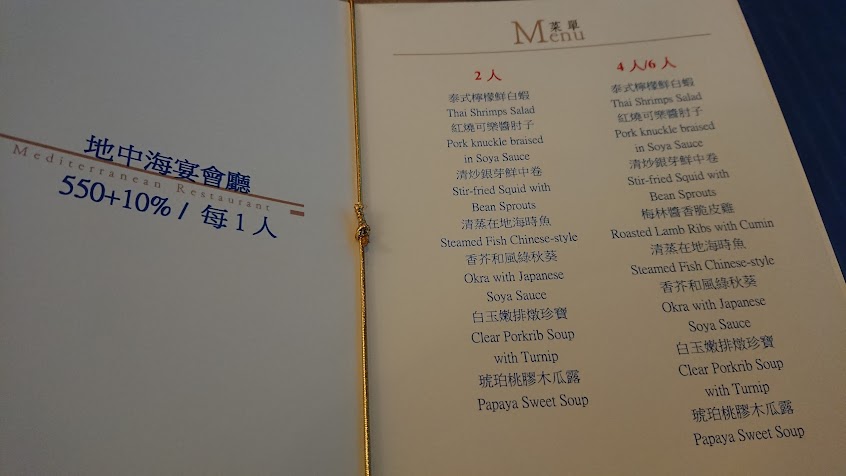 地中海宴會廳
Mediterranean Restaurant
550+10% / 每1人
菜單
Menu
2 人
泰式檸檬鮮白蝦
Thai Shrimps Salad
紅燒可樂醬肘子
Pork knuckle braised
in Soya Sauce
清炒銀芽鮮中卷
Stir-fried Squid with
Bean Sprouts
清蒸在地海時魚
Steamed Fish Chinese-style
香芥和風綠秋葵
Okra with Japanese
Soya Sauce
白玉嫩排燉珍寶
Clear Porkrib Soup
with Turnip
琥珀桃膠木瓜露
Papaya Sweet Soup
4 人/6 人
泰式檸檬鮮白蝦
Thai Shrimps Salad
紅燒可樂醬肘子
Pork knuckle braised
in Soya Sauce
清炒銀芽鮮中卷
Stir-fried Squid with
Bean Sprouts
梅林醬香脆皮雞
Roasted Lamb Ribs with Cumin
清蒸在地海時魚
Steamed Fish Chinese-style
香芥和風綠秋葵
Okra with Japanese
Soya Sauce
白玉嫩排燉珍寶
Clear Porkrib Soup
with Turnip
琥珀桃膠木瓜露
Papaya Sweet Soup